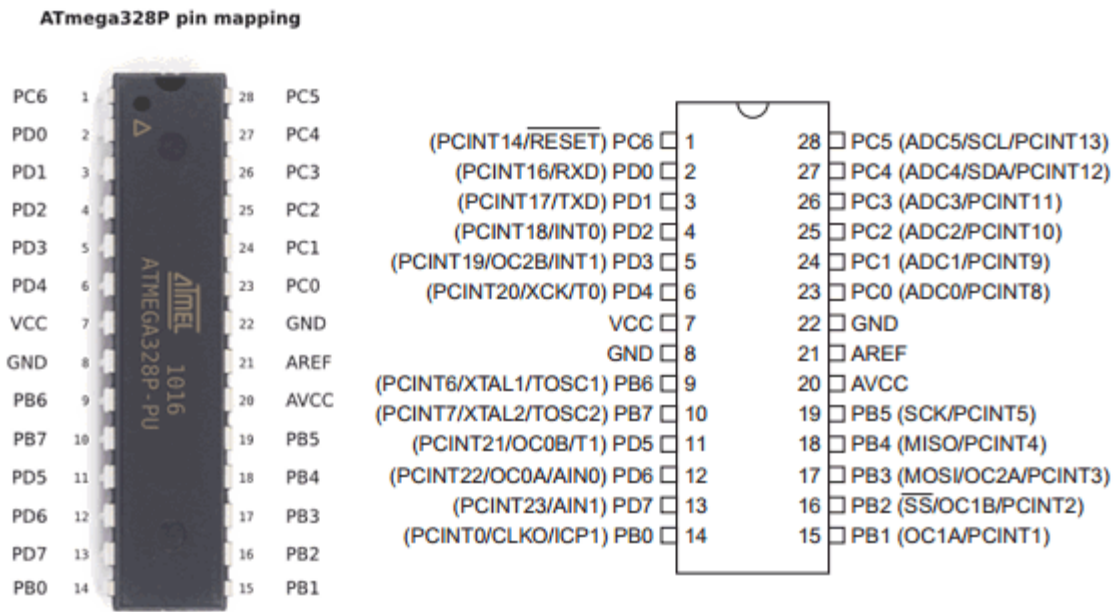 ATmega328P pin mapping
PC6 1 28 PC5
PD0 2 27 PC4
PD1 3 26 PC3
PD2 4 25 PC2
PD3 5 24 PC1
PD4 6 23 PC0
VCC 7 22 GND
GND 8 21 AREF
PB6 9 20 AVCC
PB7 10 19 PB5
PD5 11 18 PB4
PD6 12 17 PB3
PD7 13 16 PB2
PB0 14 15 PB1
ATMEL 1016
ATMEGA328P-PU
(PCINT14/RESET) PC6 1 28 PC5 (ADC5/SCL/PCINT13)
(PCINT16/RXD) PD0 2 27 PC4 (ADC4/SDA/PCINT12)
(PCINT17/TXD) PD1 3 26 PC3 (ADC3/PCINT11)
(PCINT18/INT0) PD2 4 25 PC2 (ADC2/PCINT10)
(PCINT19/OC2B/INT1) PD3 5 24 PC1 (ADC1/PCINT9)
(PCINT20/XCK/T0) PD4 6 23 PC0 (ADC0/PCINT8)
VCC 7 22 GND
GND 8 21 AREF
(PCINT6/XTAL1/TOSC1) PB6 9 20 AVCC
(PCINT7/XTAL2/TOSC2) PB7 10 19 PB5 (SCK/PCINT5)
(PCINT21/OC0B/T1) PD5 11 18 PB4 (MISO/PCINT4)
(PCINT22/OC0A/AIN0) PD6 12 17 PB3 (MOSI/OC2A/PCINT3)
(PCINT23/AIN1) PD7 13 16 PB2 (SS/OC1B/PCINT2)
(PCINT0/CLKO/ICP1) PB0 14 15 PB1 (OC1A/PCINT1)